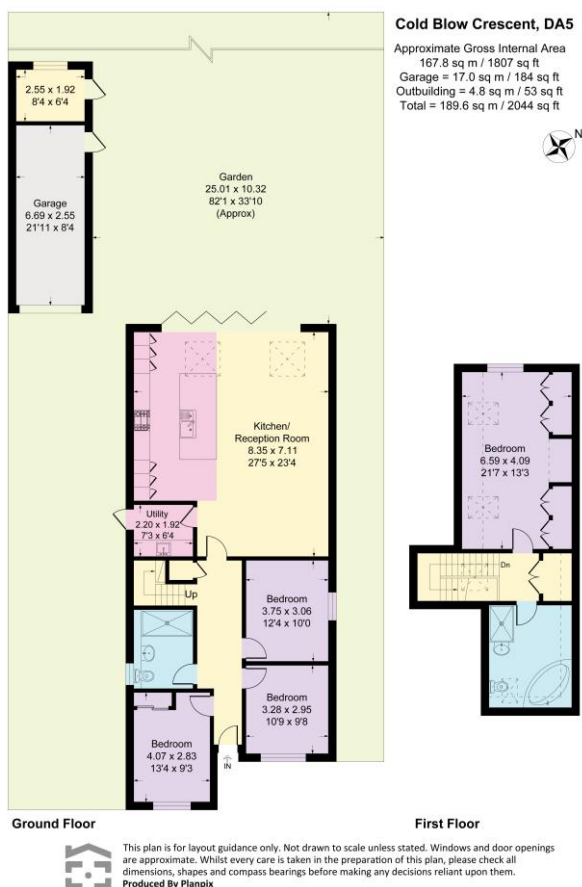 Cold Blow Crescent, DA5
Approximate Gross Internal Area
167.8 sq m / 1807 sq ft
Garage = 17.0 sq m / 184 sq ft
Outbuilding = 4.8 sq m / 53 sq ft
Total = 189.6 sq m / 2044 sq ft
N
2.55 x 1.92
8'4 x 6'4
Garage
6.69 x 2.55
21'11 x 8'4
Garden
25.01 x 10.32
82'1 x 33'10
(Approx)
Kitchen/
Reception Room
8.35 x 7.11
27'5 x 23'4
Utility
2.20 x 1.92
7'3 x 6'4
Up
Bedroom
3.75 x 3.06
12'4 x 10'0
Bedroom
3.28 x 2.95
10'9 x 9'8
Bedroom
4.07 x 2.83
13'4 x 9'3
IN
Bedroom
6.59 x 4.09
21'7 x 13'3
Dn
Ground Floor
First Floor
This plan is for layout guidance only. Not drawn to scale unless stated. Windows and door openings
are approximate. Whilst every care is taken in the preparation of this plan, please check all
dimensions, shapes and compass bearings before making any decisions reliant upon them.
Produced By Planpix